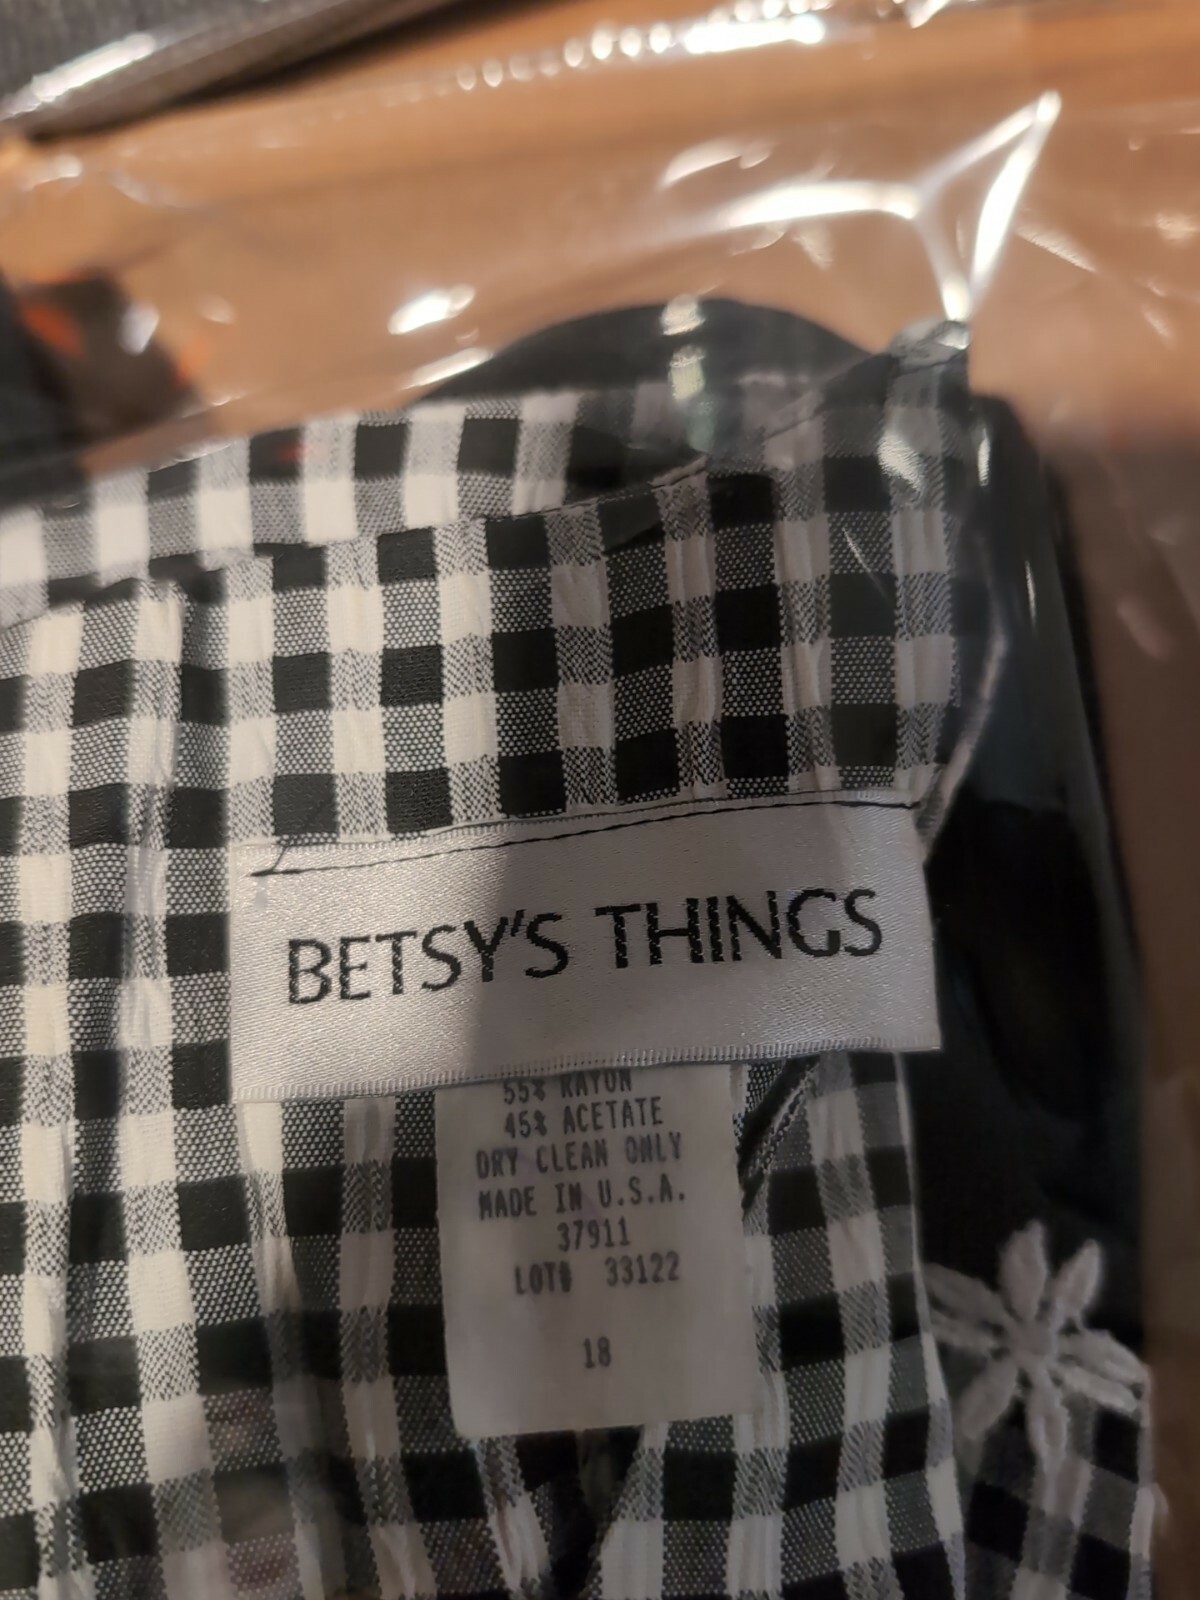 BETSY'S THINGS
55% RAYON
45% ACETATE
DRY CLEAN ONLY
MADE IN U.S.A.
37911
LOT# 33122
18